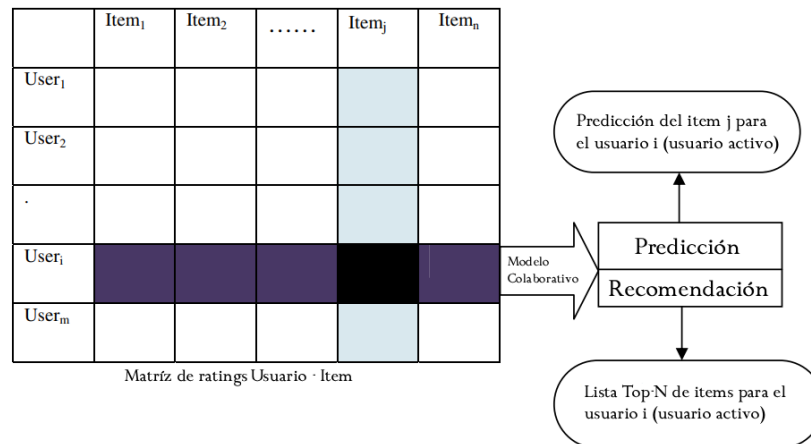 Item1 Item2 ...... Itemj Itemn
User1
User2
.
Useri
Userm
Matríz de ratings Usuario · Item
Modelo
Colaborativo
Predicción del item j para
el usuario i (usuario activo)
Predicción
Recomendación
Lista Top-N de items para el
usuario i (usuario activo)